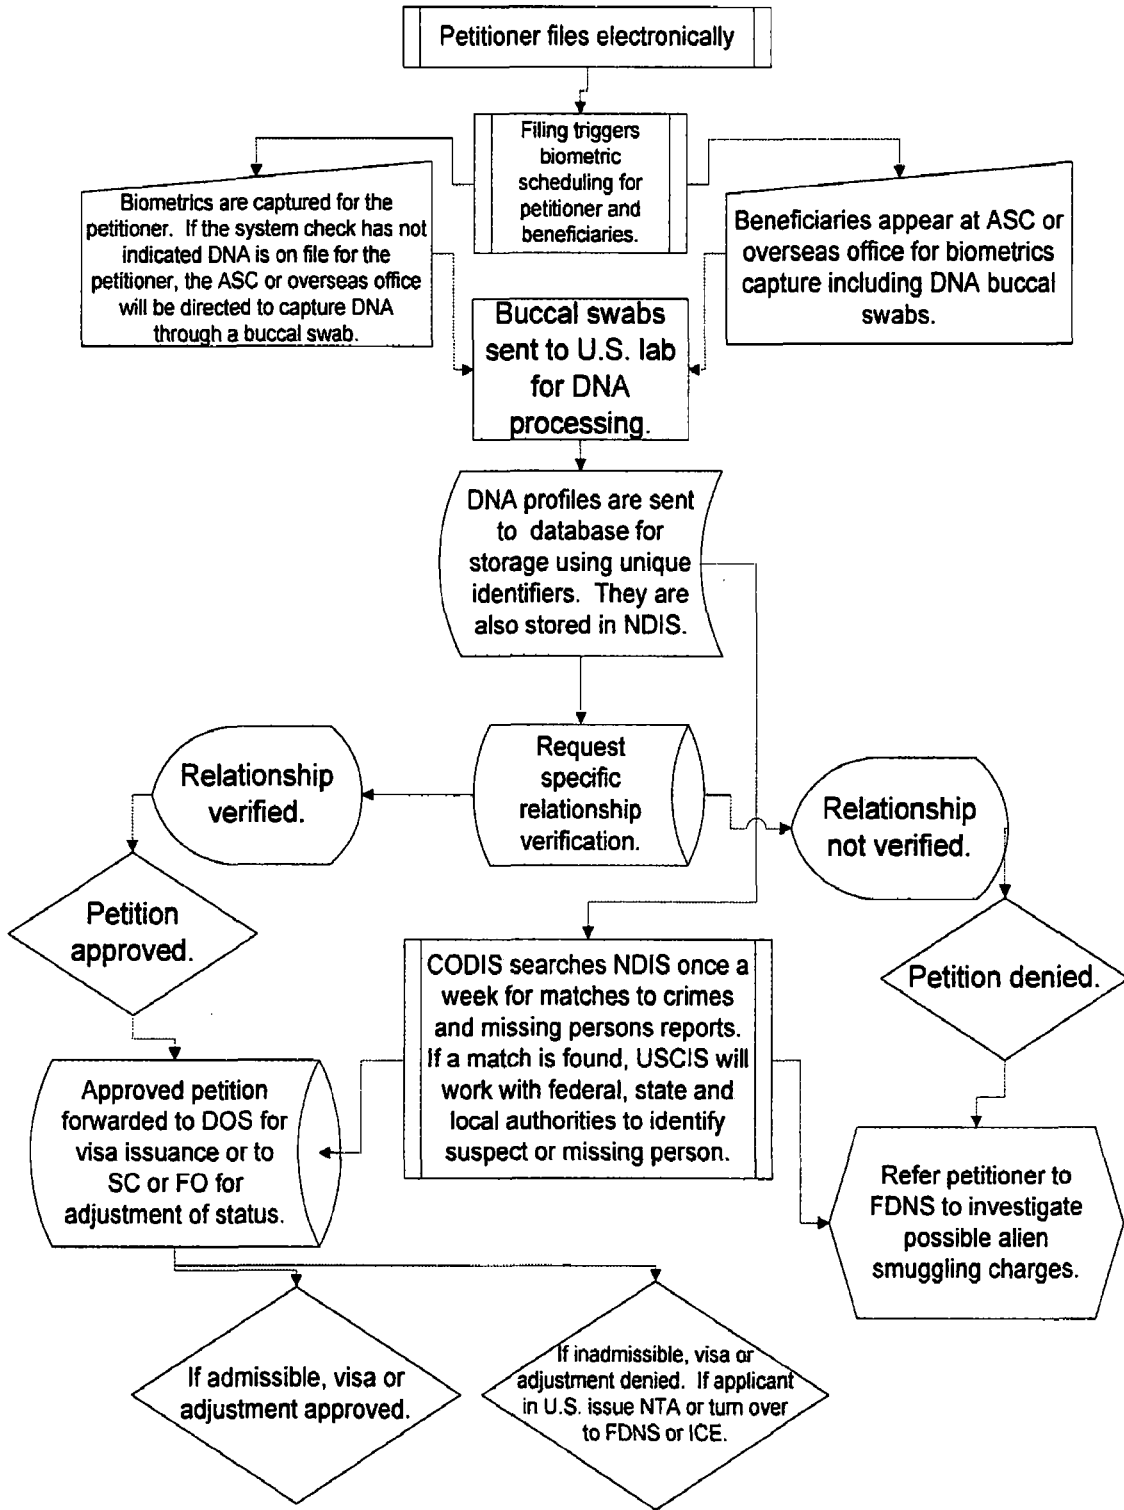 Petitioner files electronically
Filing triggers
biometric
scheduling for
petitioner and
beneficiaries.
Biometrics are captured for the
petitioner. If the system check has not
indicated DNA is on file for the
petitioner, the ASC or overseas office
will be directed to capture DNA
through a buccal swab.
Beneficiaries appear at ASC or
overseas office for biometrics
capture including DNA buccal
swabs.
Buccal swabs
sent to U.S. lab
for DNA
processing.
DNA profiles are sent
to database for
storage using unique
identifiers. They are
also stored in NDIS.
Request
specific
relationship
verification.
Relationship
verified.
Relationship
not verified.
Petition
approved.
Petition denied.
CODIS searches NDIS once a
week for matches to crimes
and missing persons reports.
If a match is found, USCIS will
work with federal, state and
local authorities to identify
suspect or missing person.
Approved petition
forwarded to DOS for
visa issuance or to
SC or FO for
adjustment of status.
Refer petitioner to
FDNS to investigate
possible alien
smuggling charges.
If admissible, visa or
adjustment approved.
If inadmissible, visa or
adjustment denied. If applicant
in U.S. issue NTA or turn over
to FDNS or ICE.